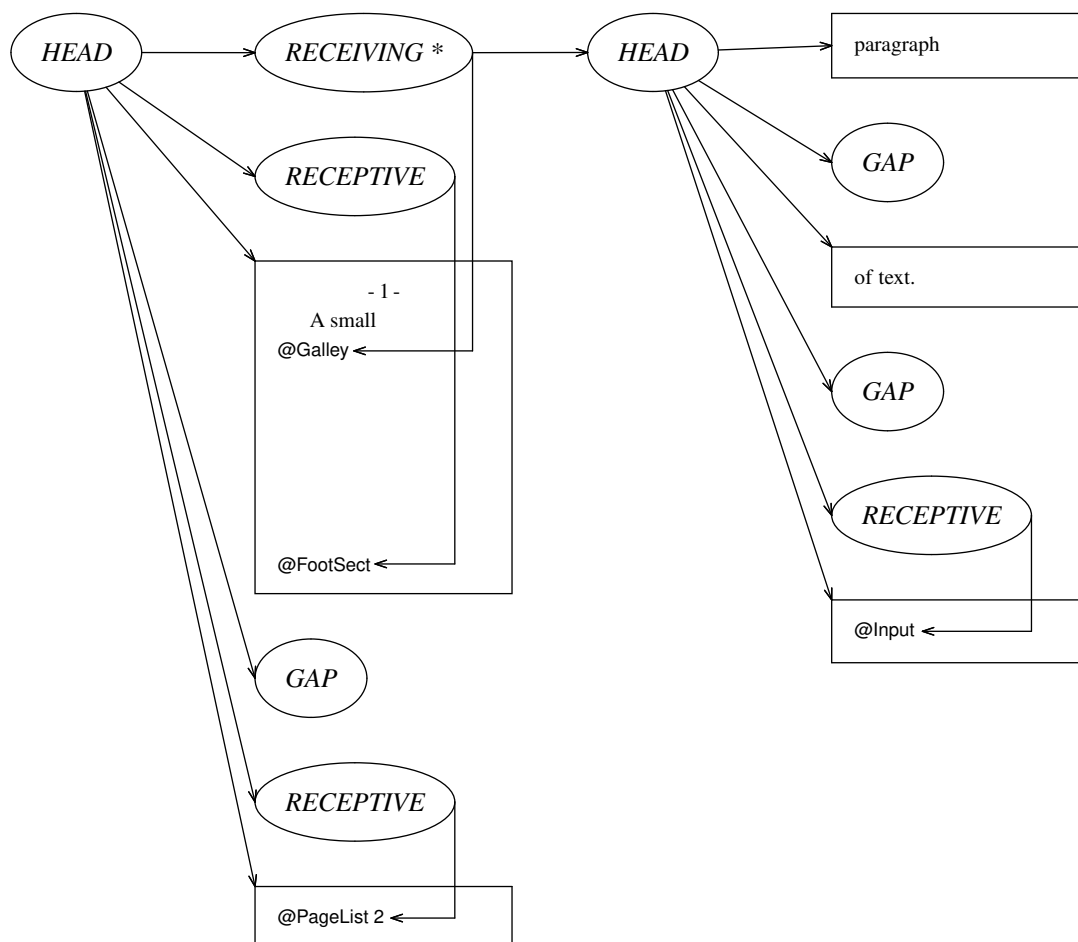 HEAD
RECEIVING *
HEAD
paragraph
RECEPTIVE
GAP
- 1 -
A small
@Galley
of text.
GAP
@FootSect
RECEPTIVE
@Input
GAP
RECEPTIVE
@PageList 2